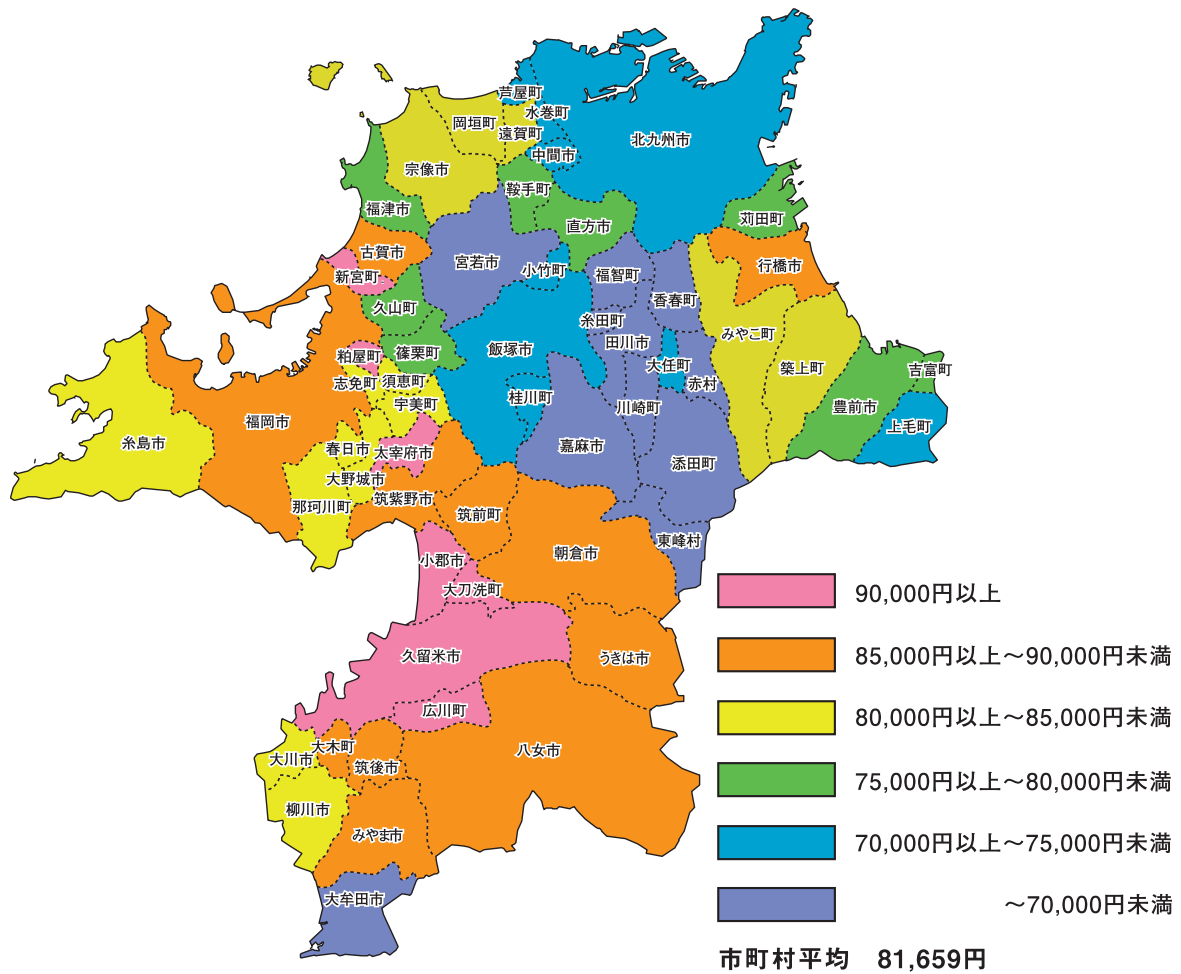 芦屋町
岡垣町
水巻町
遠賀町
北九州市
中間市
宗像市
鞍手町
福津市
直方市
苅田町
古賀市
宮若市
小竹町
福智町
行橋市
新宮町
香春町
久山町
糸田町
みやこ町
田川市
飯塚市
篠栗町
粕屋町
大任町
築上町
吉富町
志免町
須恵町
赤村
桂川町
宇美町
川崎町
豊前市
福岡市
上毛町
糸島市
春日市
太宰府市
嘉麻市
添田町
大野城市
筑紫野市
那珂川町
筑前町
東峰村
朝倉市
小郡市
大刀洗町
久留米市
うきは市
広川町
大木町
八女市
大川市
筑後市
柳川市
みやま市
大牟田市
90,000円以上
85,000円以上～90,000円未満
80,000円以上～85,000円未満
75,000円以上～80,000円未満
70,000円以上～75,000円未満
～70,000円未満
市町村平均　81,659円